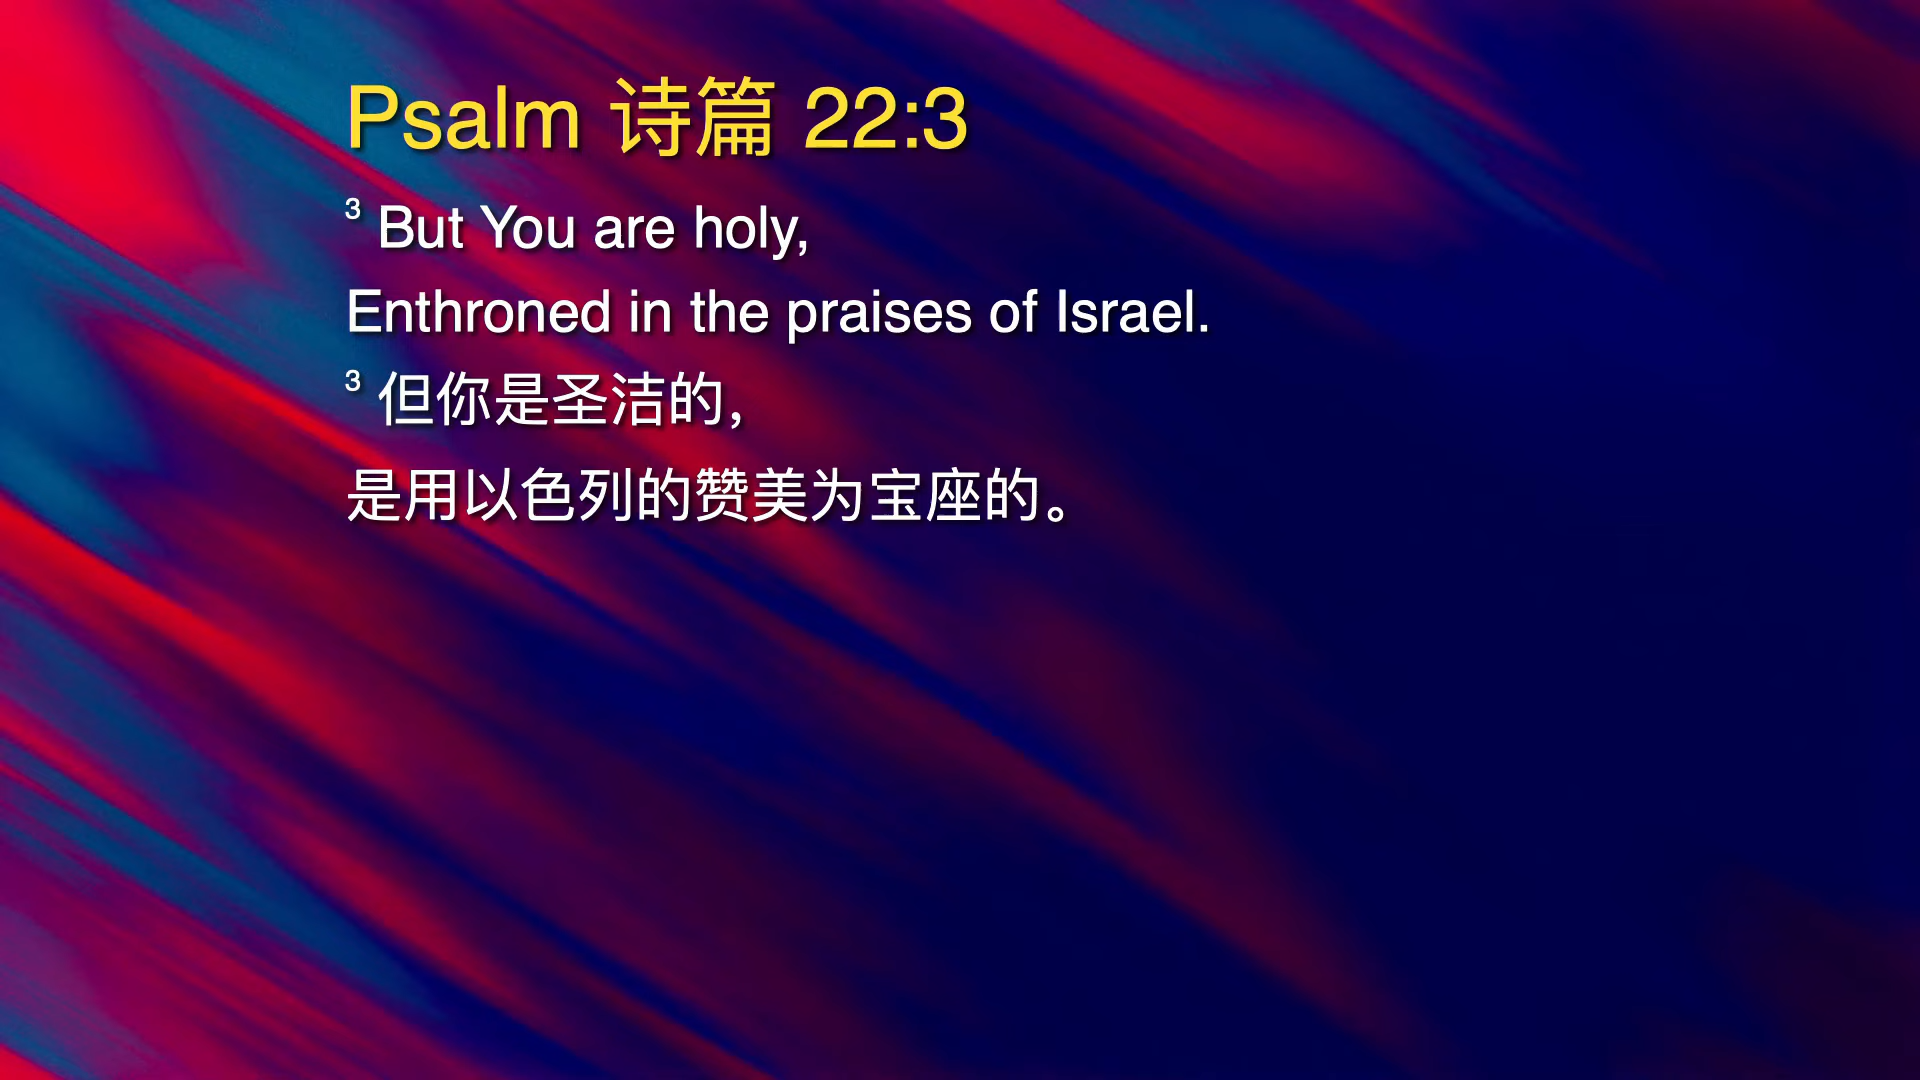 Psalm 诗篇 22:3
3 But You are holy,
Enthroned in the praises of Israel.
3 但你是圣洁的，
是用以色列的赞美为宝座的。